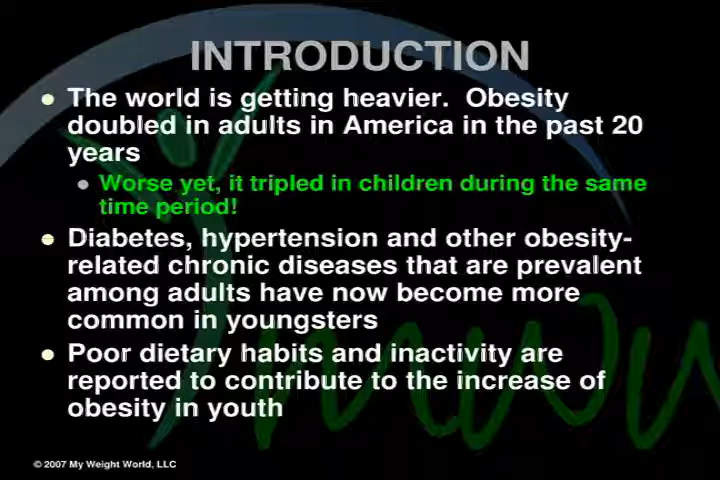 INTRODUCTION
The world is getting heavier. Obesity
doubled in adults in America in the past 20
years
Worse yet, it tripled in children during the same
time period!
Diabetes, hypertension and other obesity-
related chronic diseases that are prevalent
among adults have now become more
common in youngsters
Poor dietary habits and inactivity are
reported to contribute to the increase of
obesity in youth
mww
© 2007 My Weight World, LLC